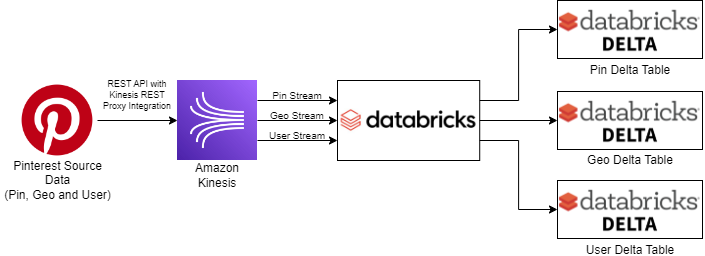 Pinterest Source
Data
(Pin, Geo and User)
REST API with
Kinesis REST
Proxy Integration
Amazon
Kinesis
Pin Stream
Geo Stream
User Stream
databricks
databricks
DELTA
Pin Delta Table
databricks
DELTA
Geo Delta Table
databricks
DELTA
User Delta Table